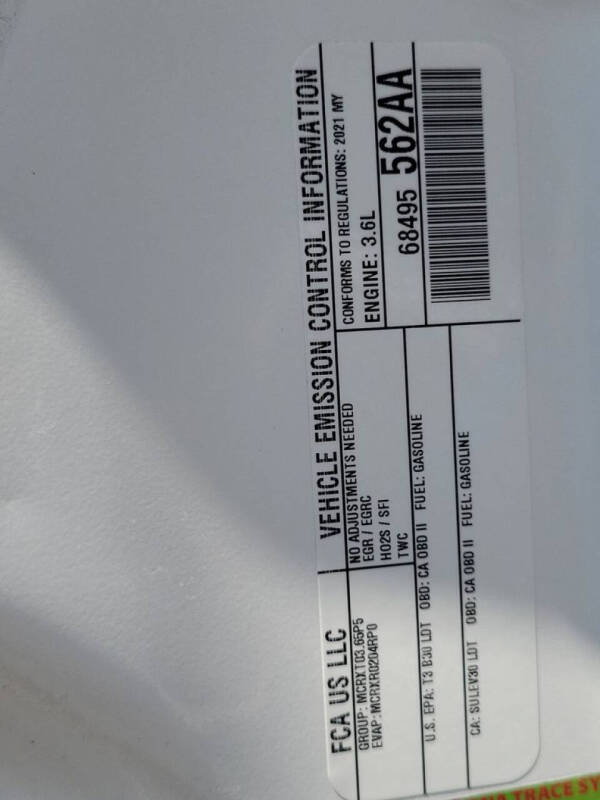 FCA US LLC
VEHICLE EMISSION CONTROL INFORMATION
GROUP: MCRXT03.65P5
EVAP: MCRXR0204RP0
NO ADJUSTMENTS NEEDED
EGR / EGRC
HO2S / SFI
TWC
CONFORMS TO REGULATIONS: 2021 MY
ENGINE: 3.6L
68495 562AA
U.S. EPA: T3 B30 LDT OBD: CA OBD II FUEL: GASOLINE
CA: SULEV30 LDT OBD: CA OBD II FUEL: GASOLINE
TRACE SY